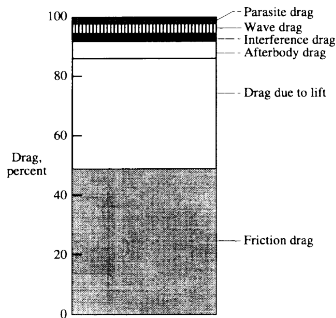 100
80
60
40
20
0
Drag,
percent
Parasite drag
Wave drag
Interference drag
Afterbody drag
Drag due to lift
Friction drag